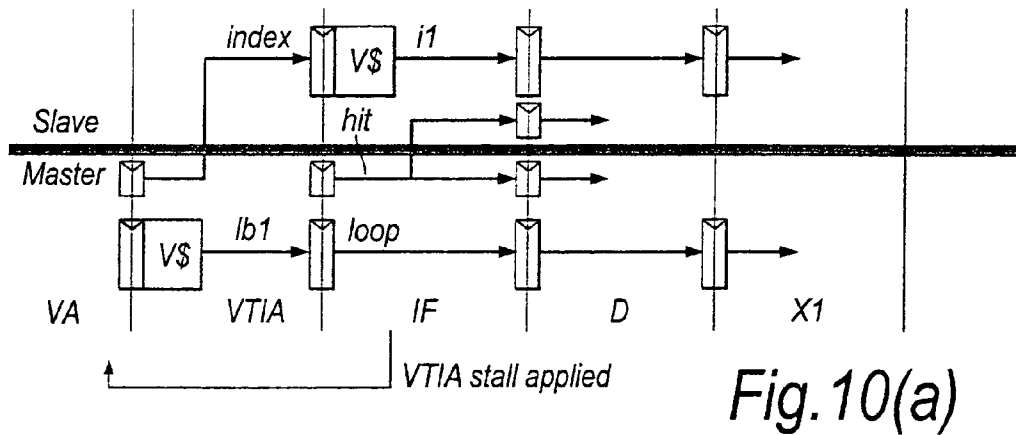 index
V$
i1
Slave
hit
Master
V$
lb1
loop
VA
VTIA
IF
D
X1
VTIA stall applied
Fig.10(a)